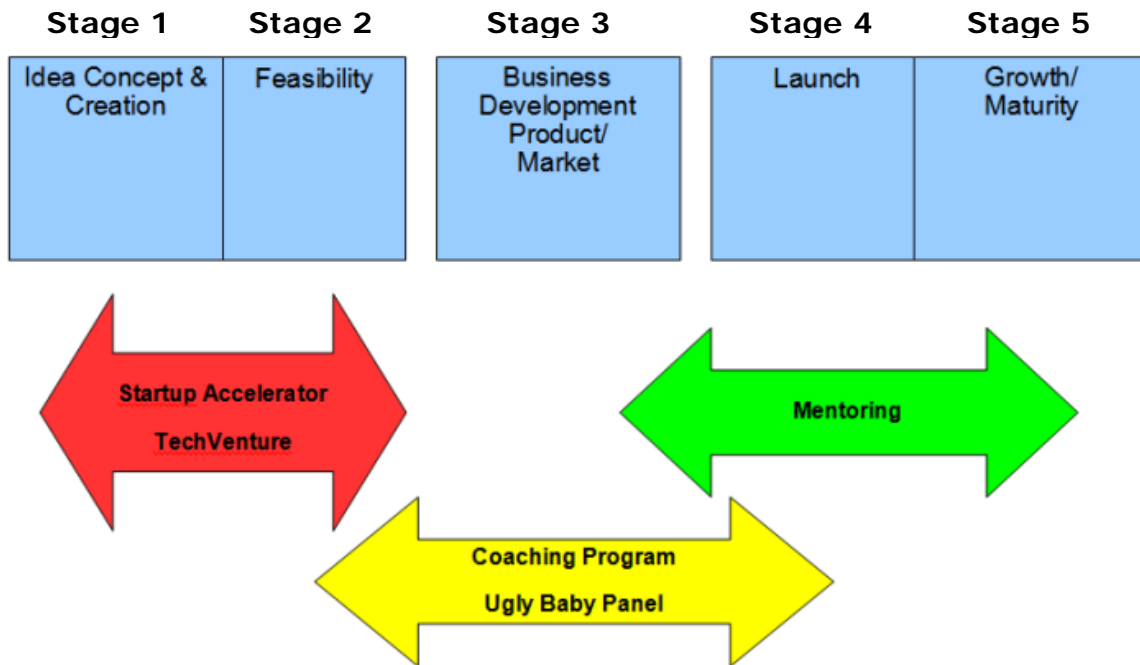 Stage 1
Stage 2
Stage 3
Stage 4
Stage 5
Idea Concept &
Creation
Feasibility
Business
Development
Product/
Market
Launch
Growth/
Maturity
Startup Accelerator
TechVenture
Mentoring
Coaching Program
Ugly Baby Panel